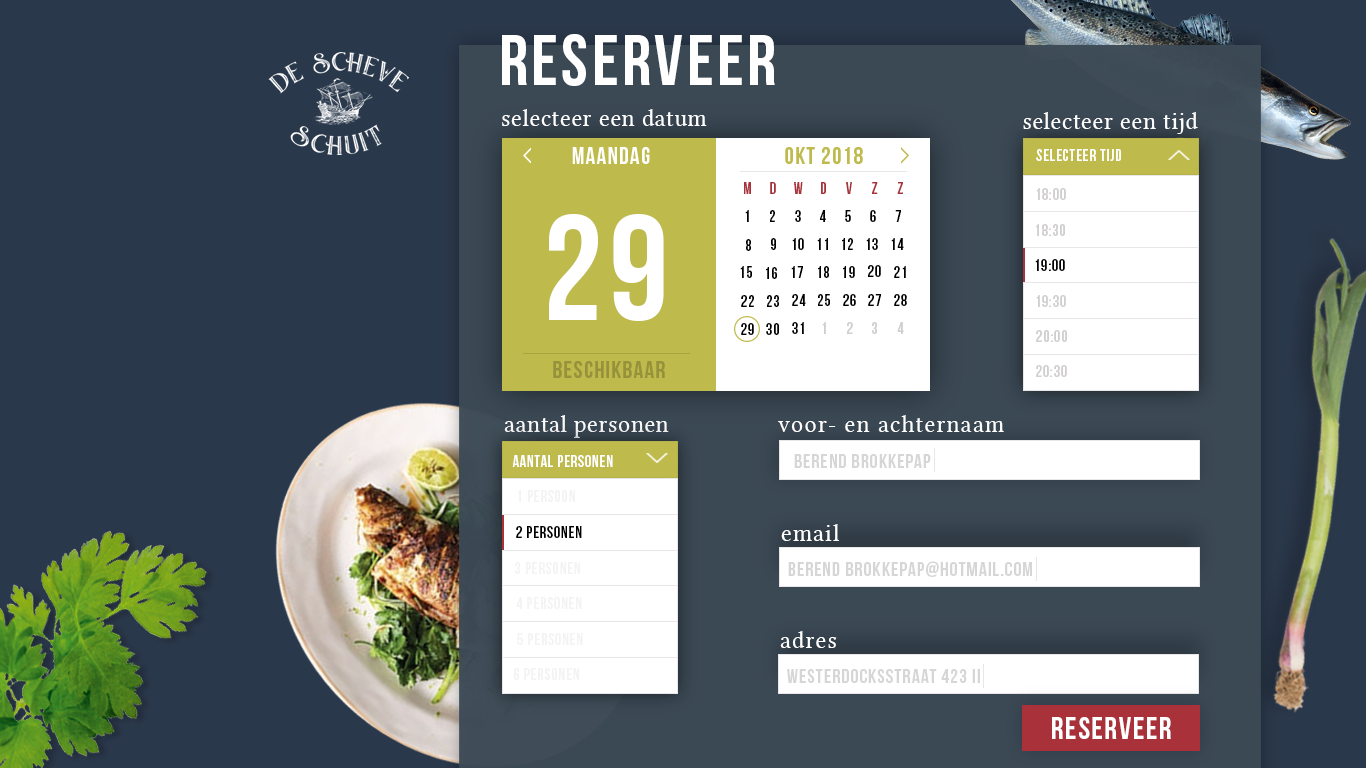 DE SCHEVE
SCHUIT
RESERVEER
selecteer een datum
MAANDAG
29
BESCHIKBAAR
OKT 2018
M D W D V Z Z
1 2 3 4 5 6 7
8 9 10 11 12 13 14
15 16 17 18 19 20 21
22 23 24 25 26 27 28
29 30 31 1 2 3 4
selecteer een tijd
SELECTEER TIJD
18:00
18:30
19:00
19:30
20:00
20:30
aantal personen
AANTAL PERSONEN
1 PERSOON
2 PERSONEN
3 PERSONEN
4 PERSONEN
5 PERSONEN
6 PERSONEN
voor- en achternaam
BEREND BROKKEPAP
email
BEREND BROKKEPAP@HOTMAIL.COM
adres
WESTERDOCKSSTRAAT 423 II
RESERVEER